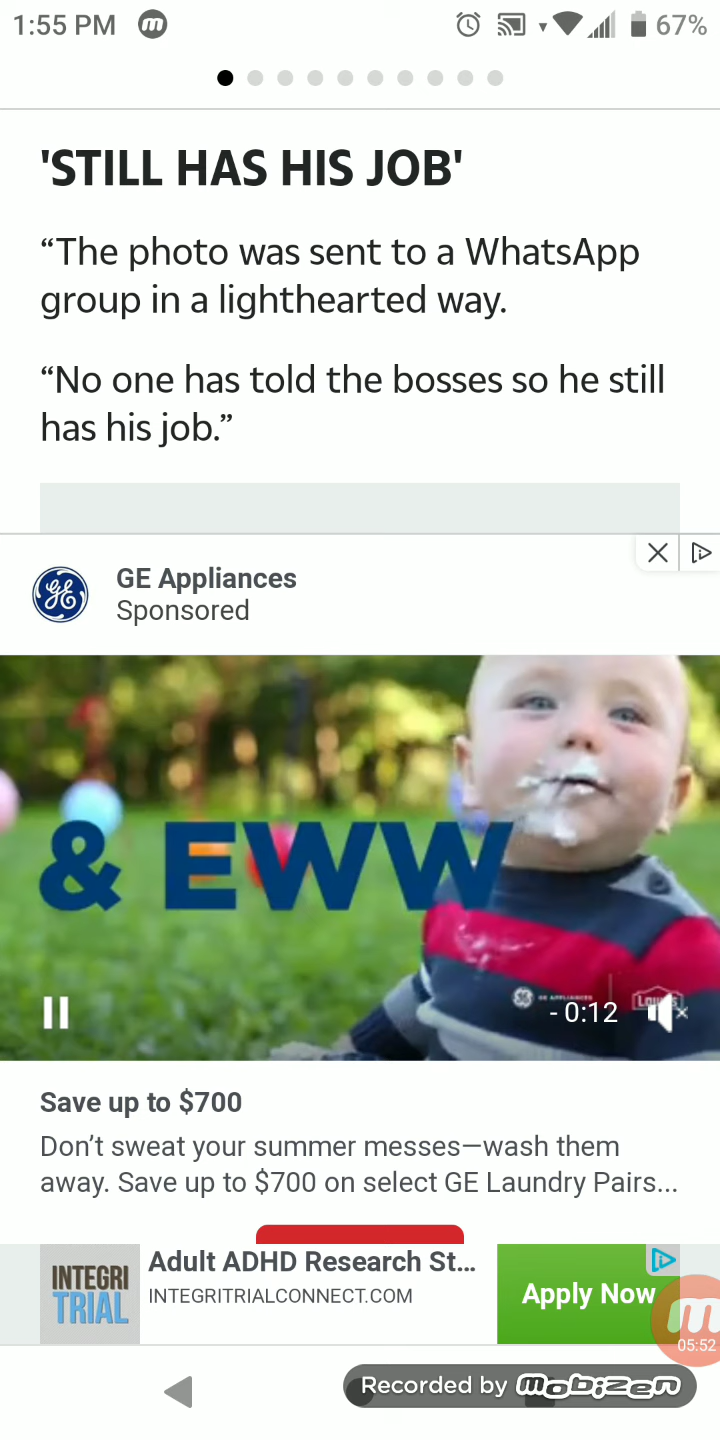 1:55 PM
67%
'STILL HAS HIS JOB'
“The photo was sent to a WhatsApp
group in a lighthearted way.
“No one has told the bosses so he still
has his job.”
GE Appliances
Sponsored
& EWW
GE APPLIANCES
LOWE'S
- 0:12
Save up to $700
Don’t sweat your summer messes—wash them
away. Save up to $700 on select GE Laundry Pairs...
INTEGRI
TRIAL
Adult ADHD Research St...
INTEGRITRIALCONNECT.COM
Apply Now
05:52
Recorded by mobizen